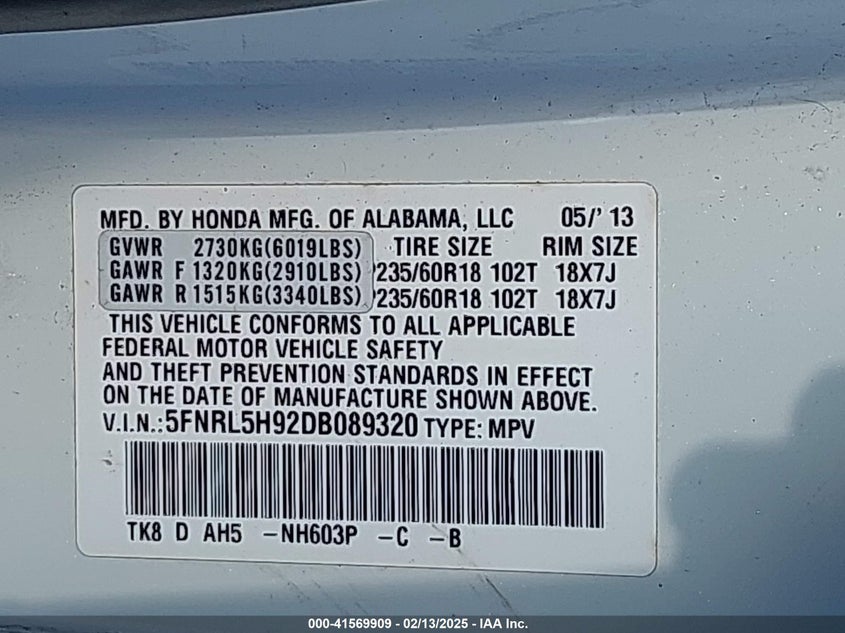 MFD. BY HONDA MFG. OF ALABAMA, LLC 05/'13
GVWR 2730KG(6019LBS) TIRE SIZE RIM SIZE
GAWR F 1320KG(2910LBS) P235/60R18 102T 18X7J
GAWR R 1515KG(3340LBS) P235/60R18 102T 18X7J
THIS VEHICLE CONFORMS TO ALL APPLICABLE
FEDERAL MOTOR VEHICLE SAFETY
AND THEFT PREVENTION STANDARDS IN EFFECT
ON THE DATE OF MANUFACTURE SHOWN ABOVE.
V.I.N.:5FNRL5H92DB089320 TYPE: MPV
TK8 D AH5 -NH603P -C -B
000-41569909 - 02/13/2025 - IAA Inc.